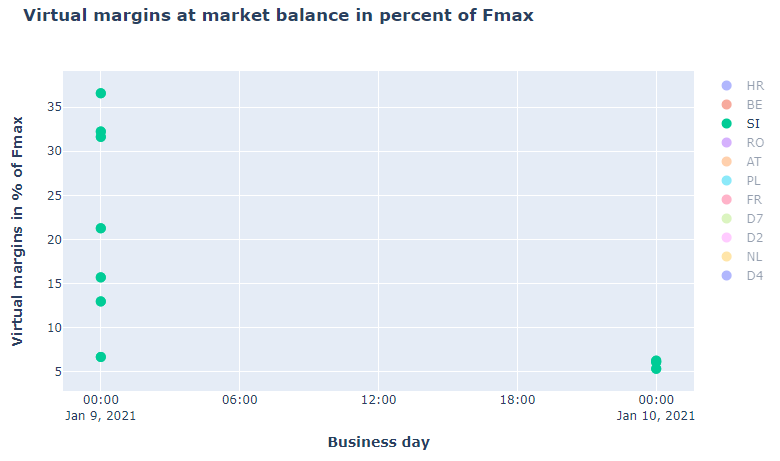 Virtual margins at market balance in percent of Fmax
Virtual margins in % of Fmax
35
30
25
20
15
10
5
00:00
Jan 9, 2021
06:00
12:00
18:00
00:00
Jan 10, 2021
Business day
HR
BE
SI
RO
AT
PL
FR
D7
D2
NL
D4